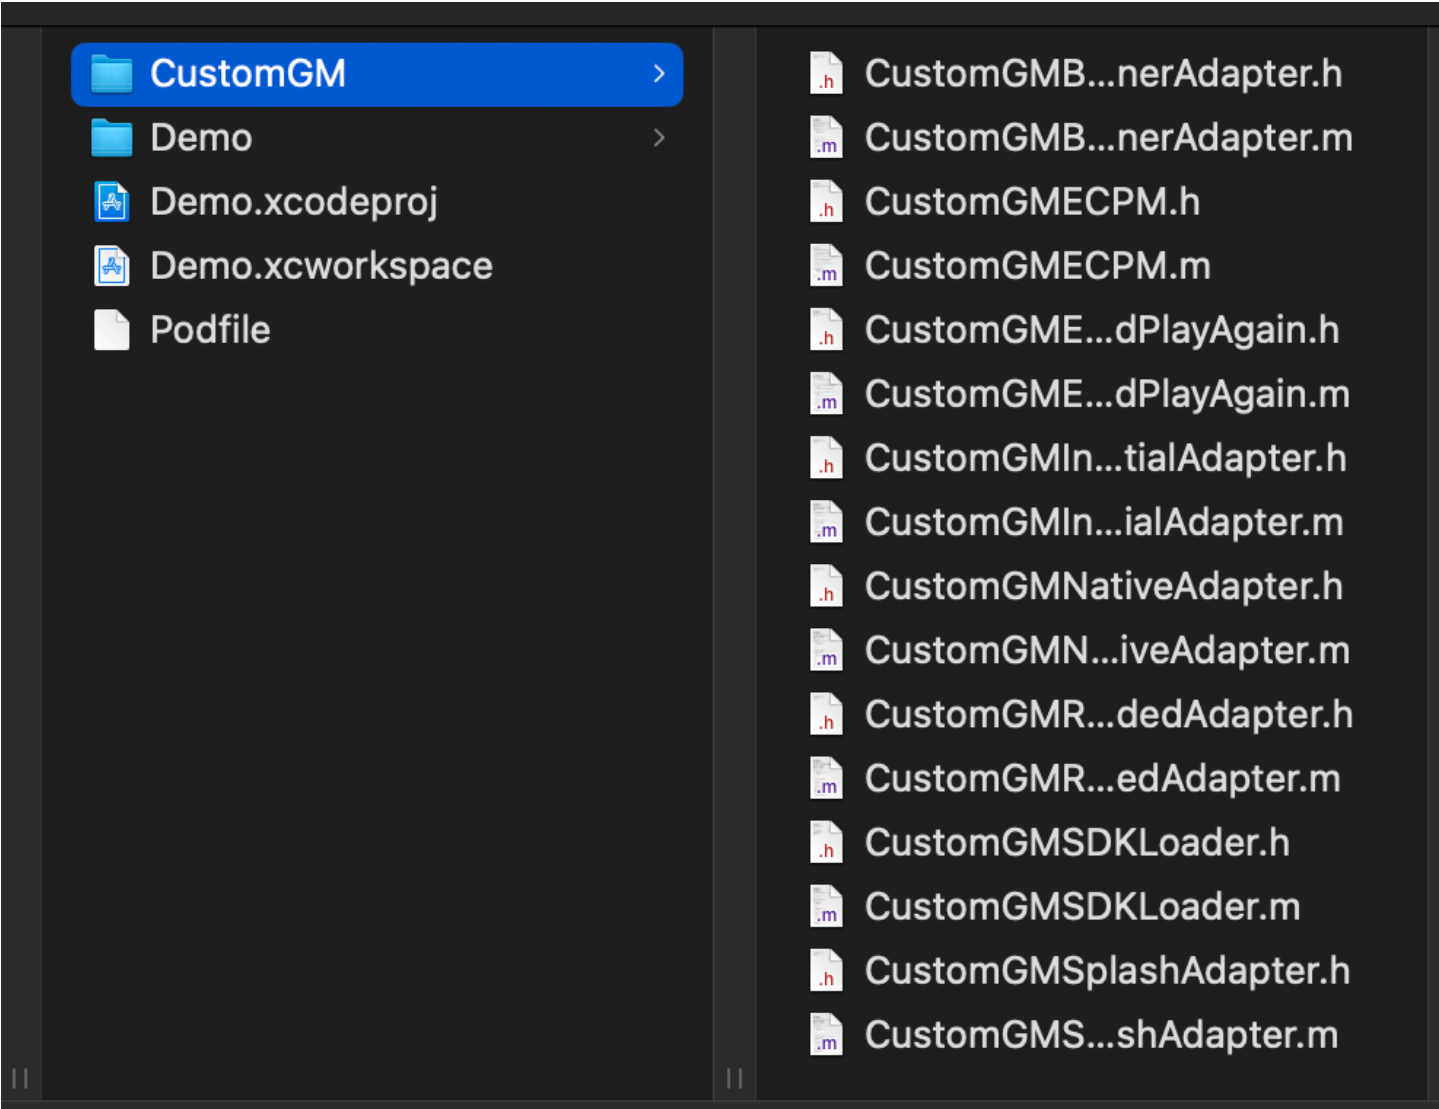 CustomGM
Demo
Demo.xcodeproj
Demo.xcworkspace
Podfile
CustomGMB...nerAdapter.h
CustomGMB...nerAdapter.m
CustomGMECPM.h
CustomGMECPM.m
CustomGME...dPlayAgain.h
CustomGME...dPlayAgain.m
CustomGMIn...tialAdapter.h
CustomGMIn...ialAdapter.m
CustomGMNativeAdapter.h
CustomGMN...iveAdapter.m
CustomGMR...dedAdapter.h
CustomGMR...edAdapter.m
CustomGMSDKLoader.h
CustomGMSDKLoader.m
CustomGMSplashAdapter.h
CustomGMS...shAdapter.m